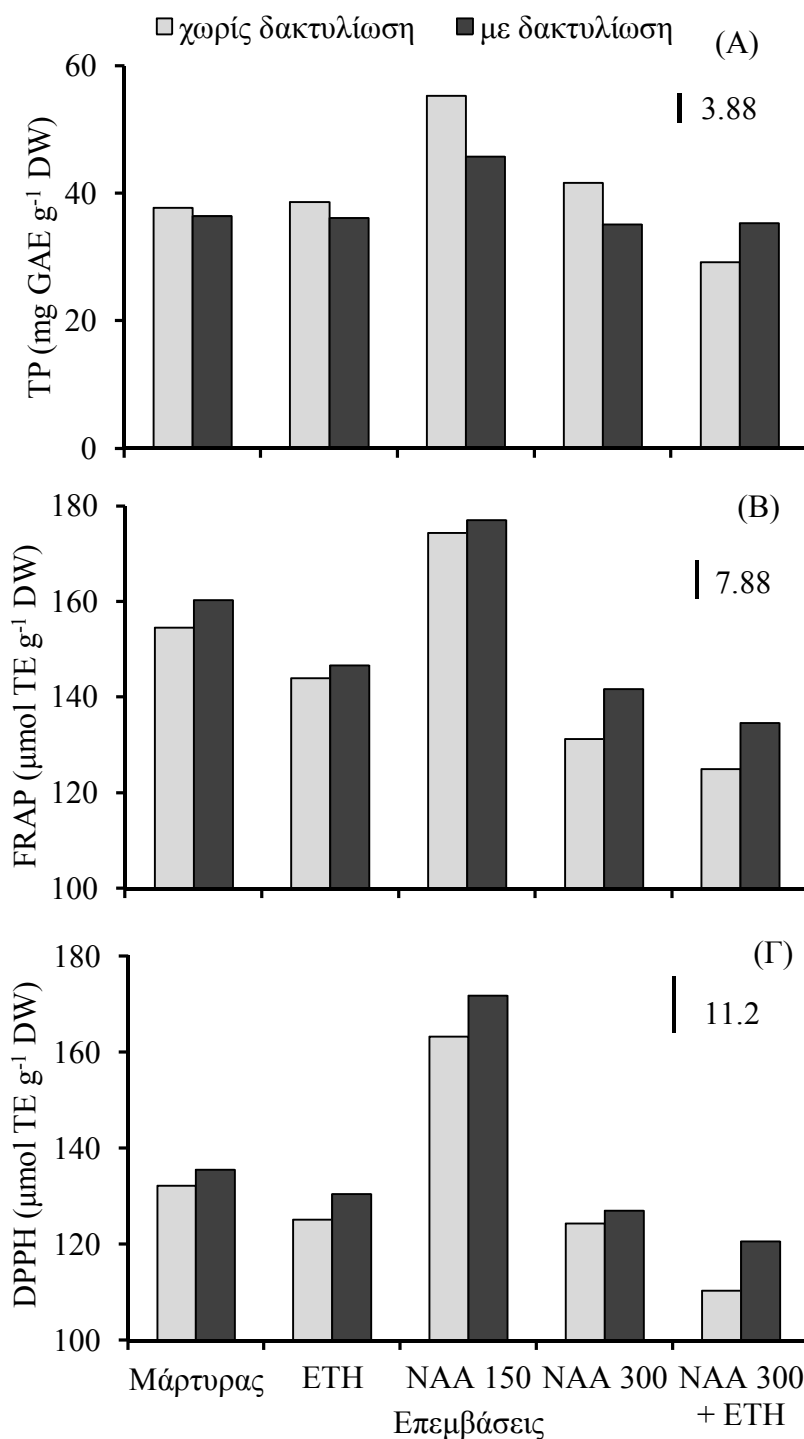 χωρίς δακτυλίωση με δακτυλίωση
(Α)
60
40
20
0
TP (mg GAE g-1 DW)
3.88
(Β)
180
160
140
120
100
FRAP (μmol TE g-1 DW)
7.88
(Γ)
180
160
140
120
100
DPPH (μmol TE g-1 DW)
11.2
Μάρτυρας ETH NAA 150 NAA 300 NAA 300
+ ETH
Επεμβάσεις